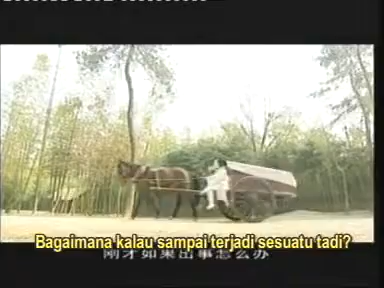 Bagaimana kalau sampai terjadi sesuatu tadi?
刚才如果出事怎么办